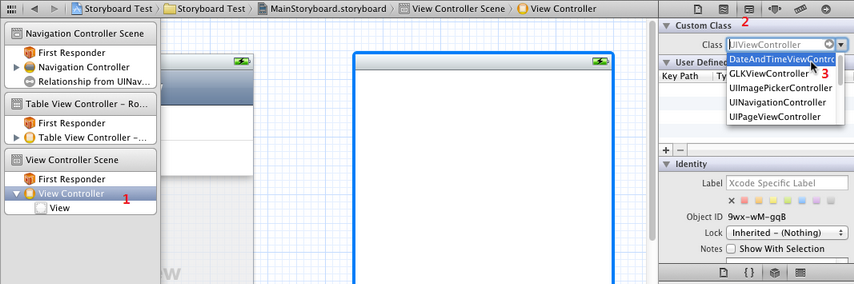 Storyboard Test
Storyboard Test
MainStoryboard.storyboard
View Controller Scene
View Controller
Navigation Controller Scene
First Responder
Navigation Controller
Relationship from UINav...
Table View Controller – Ro...
First Responder
Table View Controller –...
View Controller Scene
First Responder
View Controller
1
View
2
Custom Class
Class
UIViewController
DateAndTimeViewContro
GLKViewController
3
UIImagePickerController
UINavigationController
UIPageViewController
User Define
Key Path
Ty
Identity
Label
Xcode Specific Label
Object ID
9wx-wM-gqB
Lock
Inherited – (Nothing)
Notes
Show With Selection